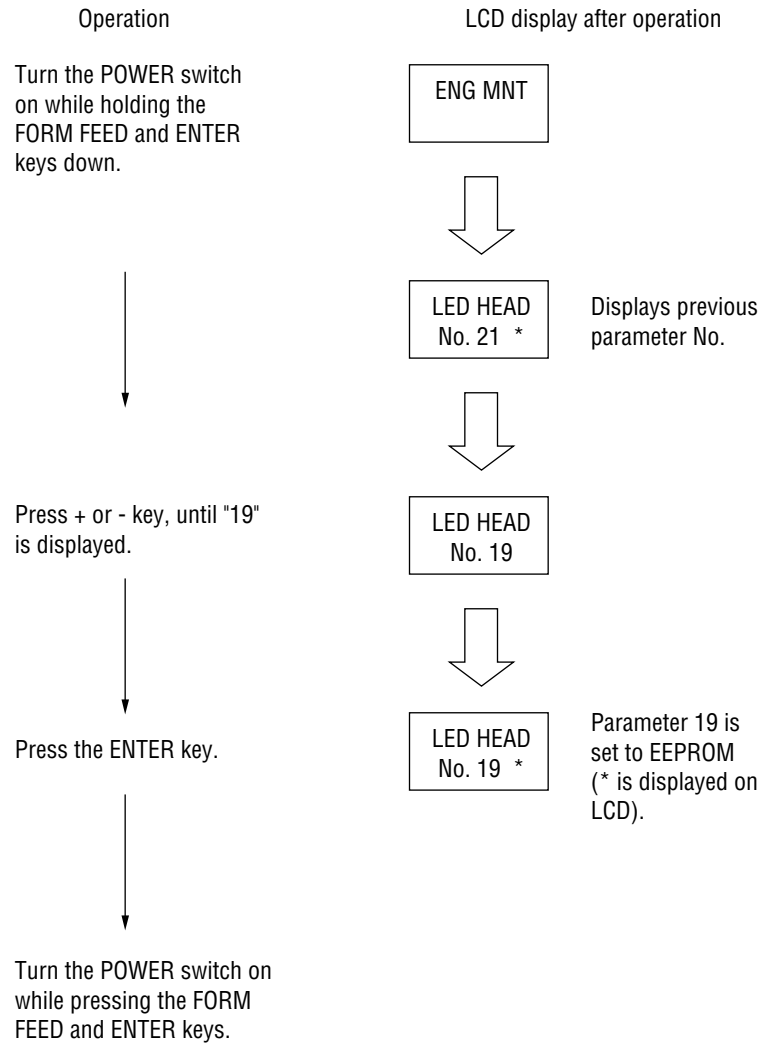 Operation
LCD display after operation
Turn the POWER switch
on while holding the
FORM FEED and ENTER
keys down.
ENG MNT
LED HEAD
No. 21 *
Displays previous
parameter No.
Press + or - key, until "19"
is displayed.
LED HEAD
No. 19
Press the ENTER key.
LED HEAD
No. 19 *
Parameter 19 is
set to EEPROM
(* is displayed on
LCD).
Turn the POWER switch on
while pressing the FORM
FEED and ENTER keys.